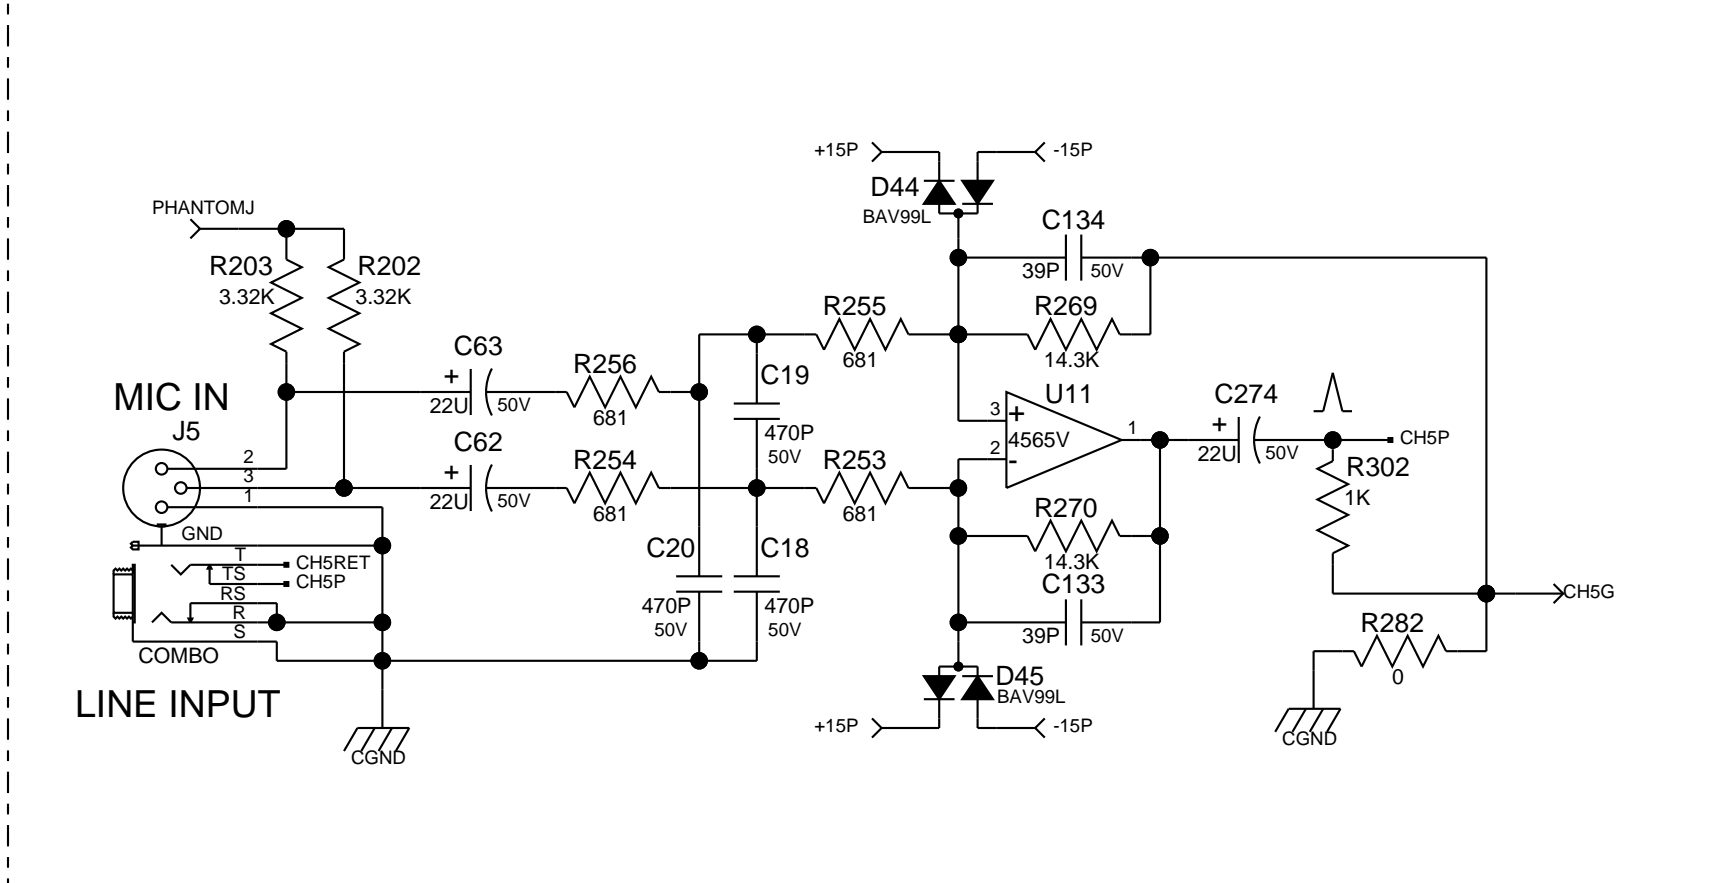 +15P
-15P
D44
BAV99L
PHANTOMJ
C134
39P
50V
R203
3.32K
R202
3.32K
R255
681
R269
14.3K
C63
+
22U
50V
R256
681
C19
470P
50V
MIC IN
J5
2
3
1
C62
+
22U
50V
R254
681
R253
681
U11
3
+
4565V
2
-
1
C274
+
22U
50V
CH5P
R302
1K
GND
T
CH5RET
TS
CH5P
RS
R
S
COMBO
LINE INPUT
CGND
C20
470P
50V
C18
470P
50V
R270
14.3K
C133
39P
50V
D45
BAV99L
+15P
-15P
CH5G
R282
0
CGND